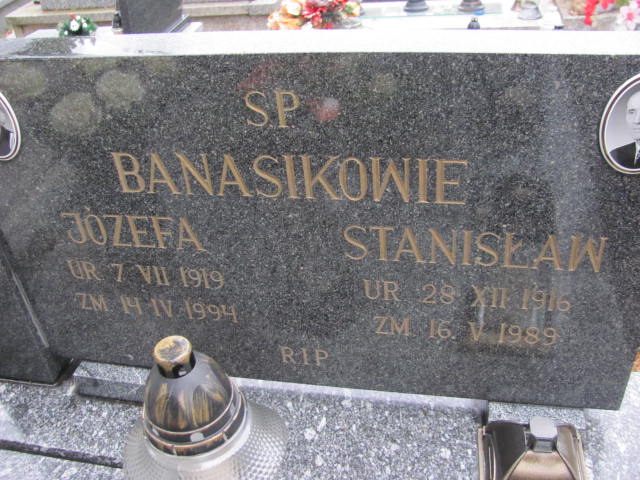 ŚP
BANASIKOWIE
JÓZEFA
UR. 7 VII 1919
ZM. 14 IV 1994
STANISŁAW
UR. 28 XII 1916
ZM. 16. V 1989
RIP